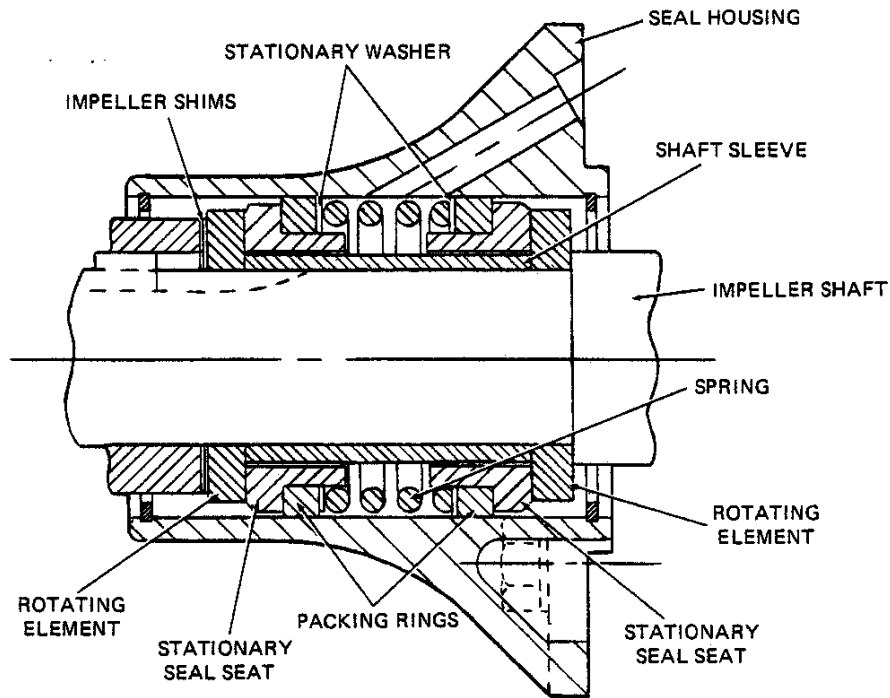 SEAL HOUSING
STATIONARY WASHER
IMPELLER SHIMS
SHAFT SLEEVE
IMPELLER SHAFT
SPRING
ROTATING
ELEMENT
ROTATING
ELEMENT
STATIONARY
SEAL SEAT
PACKING RINGS
STATIONARY
SEAL SEAT